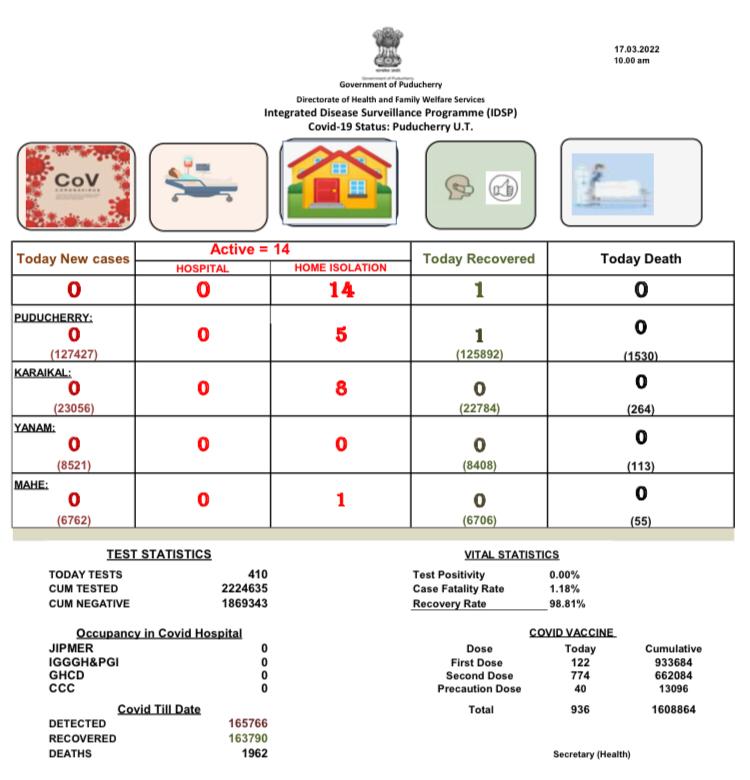 17.03.2022
10.00 am
Government of Puducherry
Government of Puducherry
Directorate of Health and Family Welfare Services
Integrated Disease Surveillance Programme (IDSP)
Covid-19 Status: Puducherry U.T.
CoV
CORONAVIRUS
Today New cases Active = 14 Today Recovered Today Death
HOSPITAL HOME ISOLATION
0 0 14 1 0
PUDUCHERRY:
0 0 5 1 0
(127427) (125892) (1530)
KARAIKAL:
0 0 8 0 0
(23056) (22784) (264)
YANAM:
0 0 0 0 0
(8521) (8408) (113)
MAHE:
0 0 1 0 0
(6762) (6706) (55)
TEST STATISTICS
TODAY TESTS 410
CUM TESTED 2224635
CUM NEGATIVE 1869343
VITAL STATISTICS
Test Positivity 0.00%
Case Fatality Rate 1.18%
Recovery Rate 98.81%
Occupancy in Covid Hospital
JIPMER 0
IGGGH&PGI 0
GHCD 0
CCC 0
COVID VACCINE
Dose Today Cumulative
First Dose 122 933684
Second Dose 774 662084
Precaution Dose 40 13096
Total 936 1608864
Covid Till Date
DETECTED 165766
RECOVERED 163790
DEATHS 1962
Secretary (Health)